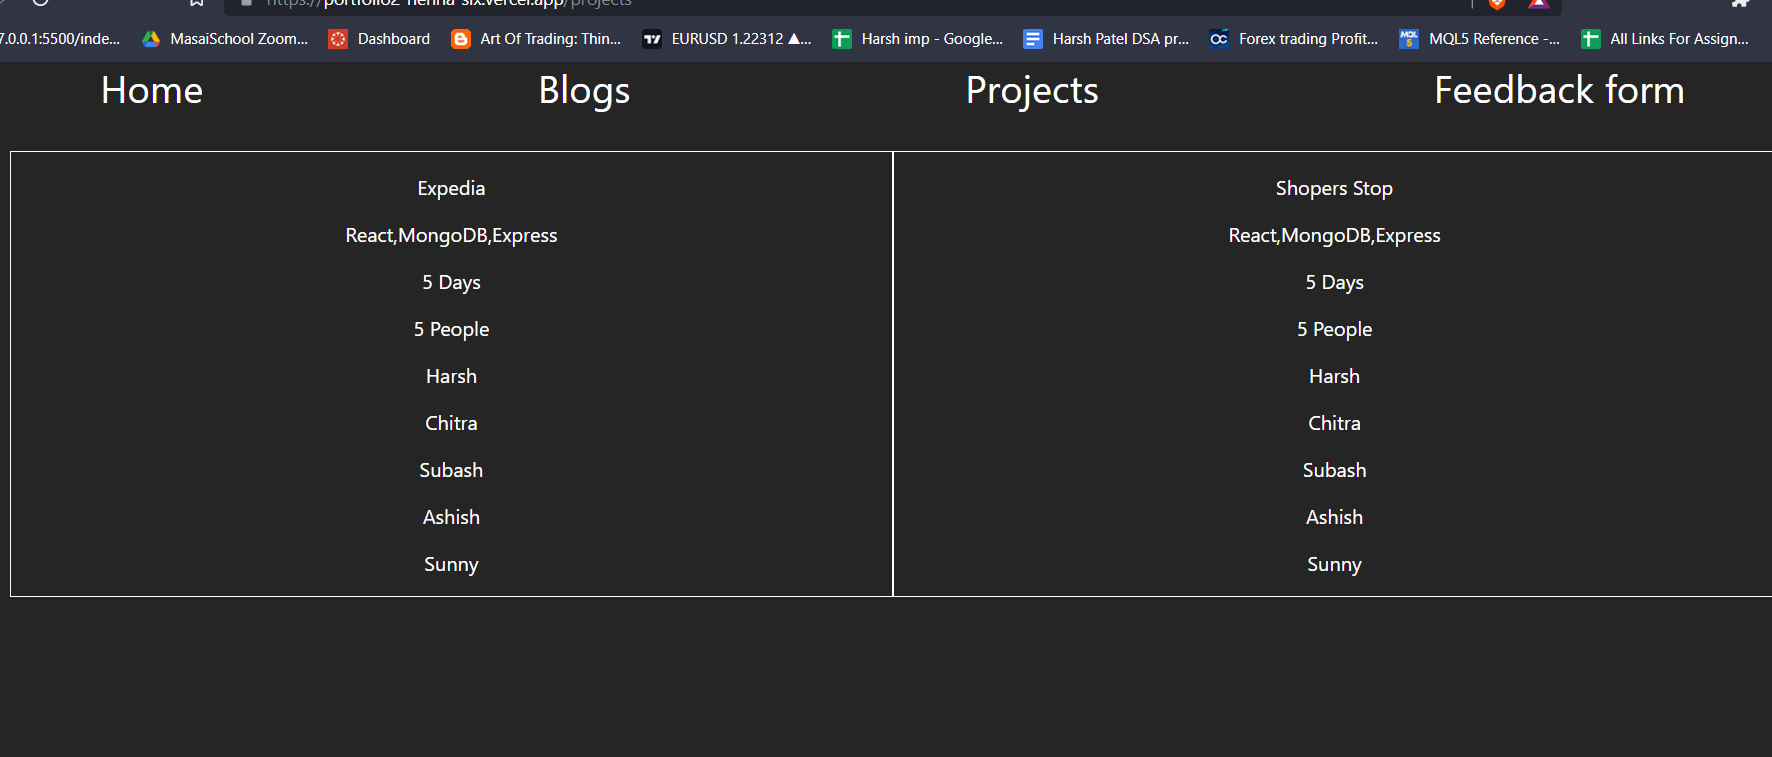 https://portfolio2-henna-six.vercel.app/projects
7.0.0.1:5500/inde... MasaiSchool Zoom... Dashboard Art Of Trading: Thin... EURUSD 1.22312 ▲... Harsh imp - Google... Harsh Patel DSA pr... Forex trading Profit... MQL5 Reference -... All Links For Assign...
Home Blogs Projects Feedback form
Expedia
React,MongoDB,Express
5 Days
5 People
Harsh
Chitra
Subash
Ashish
Sunny
Shopers Stop
React,MongoDB,Express
5 Days
5 People
Harsh
Chitra
Subash
Ashish
Sunny